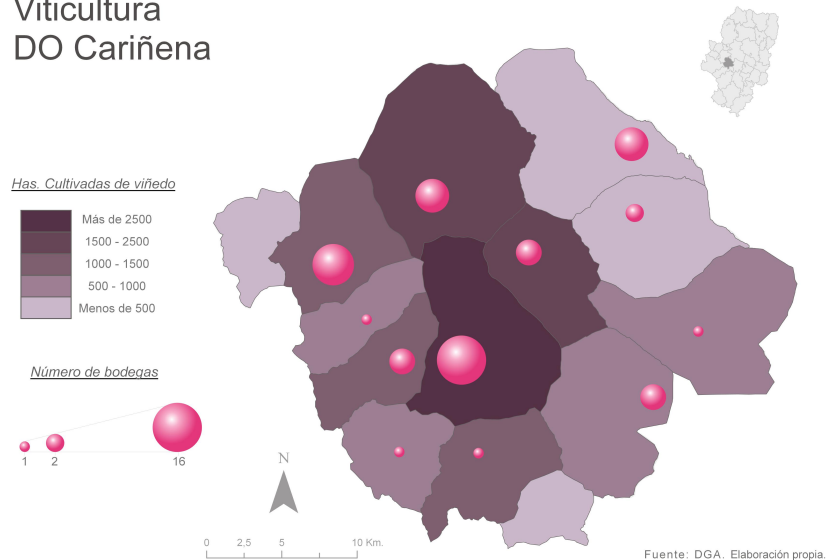 Viticultura
DO Cariñena
Has. Cultivadas de viñedo
Más de 2500
1500 - 2500
1000 - 1500
500 - 1000
Menos de 500
Número de bodegas
1 2 16
N
0 2,5 5 10 Km.
Fuente: DGA. Elaboración propia.